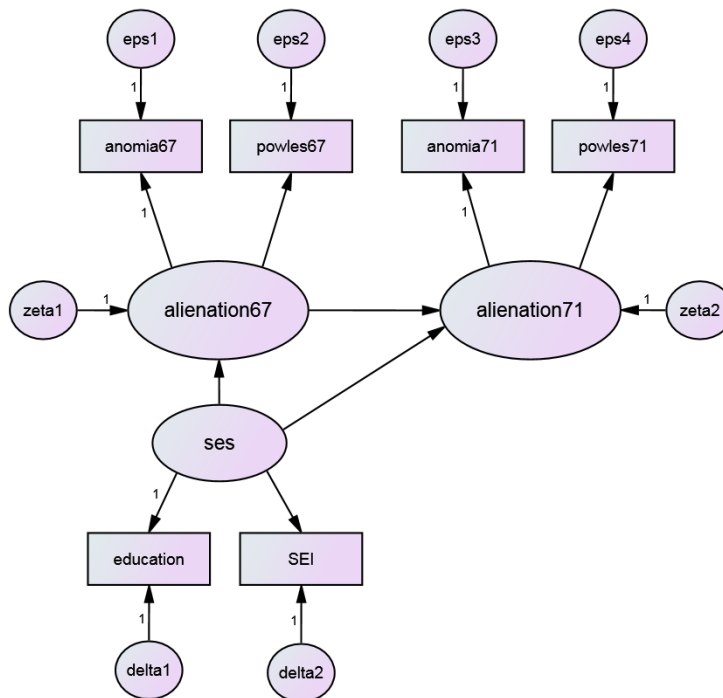 eps1
eps2
eps3
eps4
1
1
1
1
anomia67
powles67
anomia71
powles71
1
1
zeta1
1
alienation67
alienation71
1
zeta2
ses
1
education
SEI
1
1
delta1
delta2